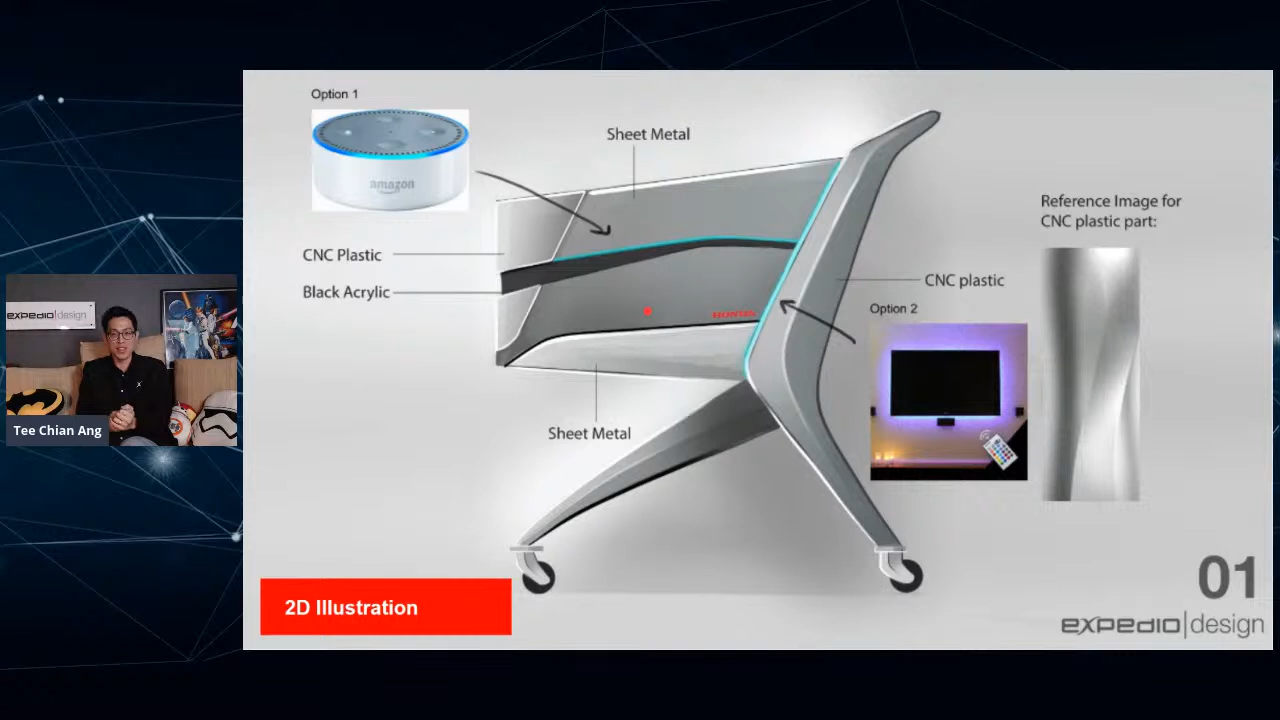 Option 1
Sheet Metal
amazon
Reference Image for
CNC plastic part:
CNC Plastic
CNC plastic
Black Acrylic
Option 2
expedio|design
Tee Chian Ang
Sheet Metal
2D Illustration
01
expedio|design